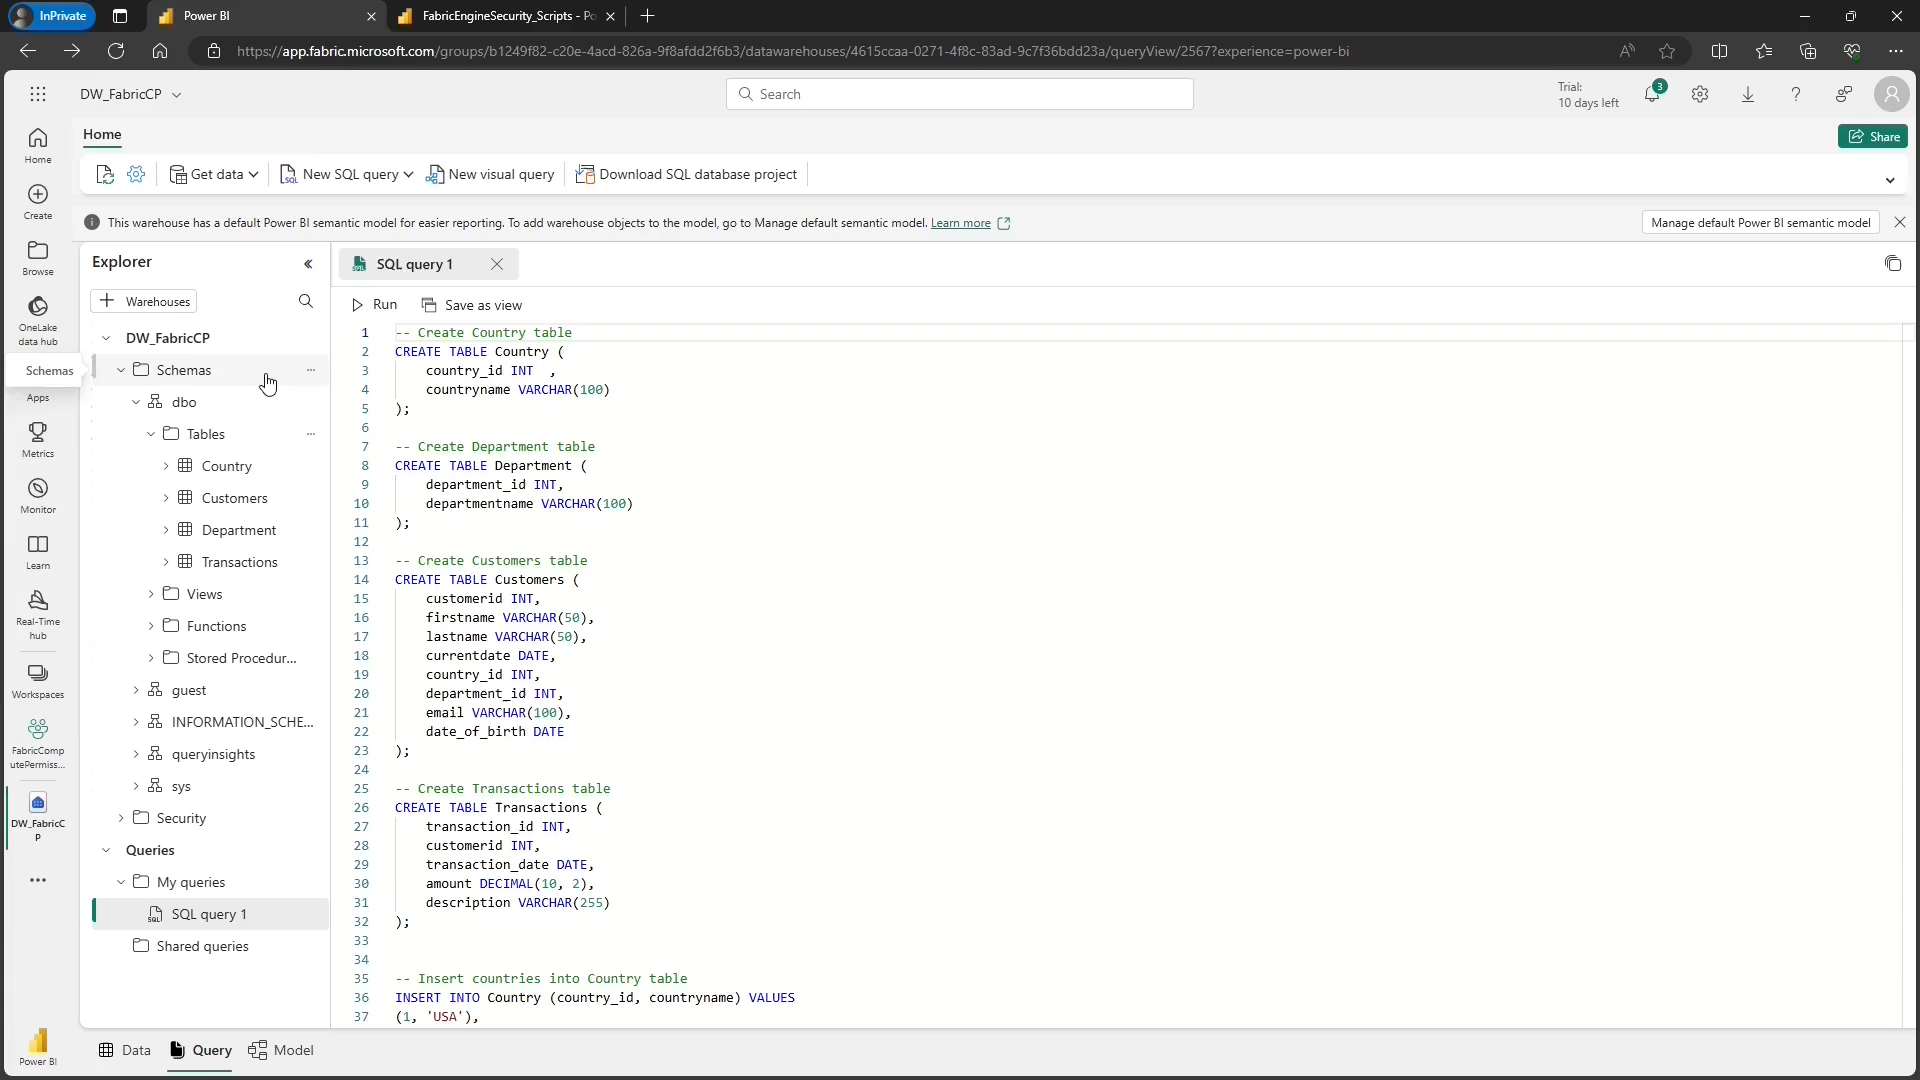 InPrivate
Power BI
FabricEngineSecurity_Scripts - Po
https://app.fabric.microsoft.com/groups/b1249f82-c20e-4acd-826a-9f8afdd2f6b3/datawarehouses/4615ccaa-0271-4f8c-83ad-9c7f36bdd23a/queryView/2567?experience=power-bi
DW_FabricCP
Search
Trial:
10 days left
3
Home
Share
Get data
New SQL query
New visual query
Download SQL database project
This warehouse has a default Power BI semantic model for easier reporting. To add warehouse objects to the model, go to Manage default semantic model. Learn more
Manage default Power BI semantic model
Home
Create
Browse
OneLake
data hub
Schemas
Apps
Metrics
Monitor
Learn
Real-Time
hub
Workspaces
FabricComp
utePermiss...
DW_FabricC
P
Power BI
Explorer
Warehouses
DW_FabricCP
Schemas
dbo
Tables
Country
Customers
Department
Transactions
Views
Functions
Stored Procedur...
guest
INFORMATION_SCHE...
queryinsights
sys
Security
Queries
My queries
SQL query 1
Shared queries
SQL query 1
Run
Save as view
1 -- Create Country table
2 CREATE TABLE Country (
3 country_id INT ,
4 countryname VARCHAR(100)
5 );
6
7 -- Create Department table
8 CREATE TABLE Department (
9 department_id INT,
10 departmentname VARCHAR(100)
11 );
12
13 -- Create Customers table
14 CREATE TABLE Customers (
15 customerid INT,
16 firstname VARCHAR(50),
17 lastname VARCHAR(50),
18 currentdate DATE,
19 country_id INT,
20 department_id INT,
21 email VARCHAR(100),
22 date_of_birth DATE
23 );
24
25 -- Create Transactions table
26 CREATE TABLE Transactions (
27 transaction_id INT,
28 customerid INT,
29 transaction_date DATE,
30 amount DECIMAL(10, 2),
31 description VARCHAR(255)
32 );
33
34
35 -- Insert countries into Country table
36 INSERT INTO Country (country_id, countryname) VALUES
37 (1, 'USA'),
Data
Query
Model